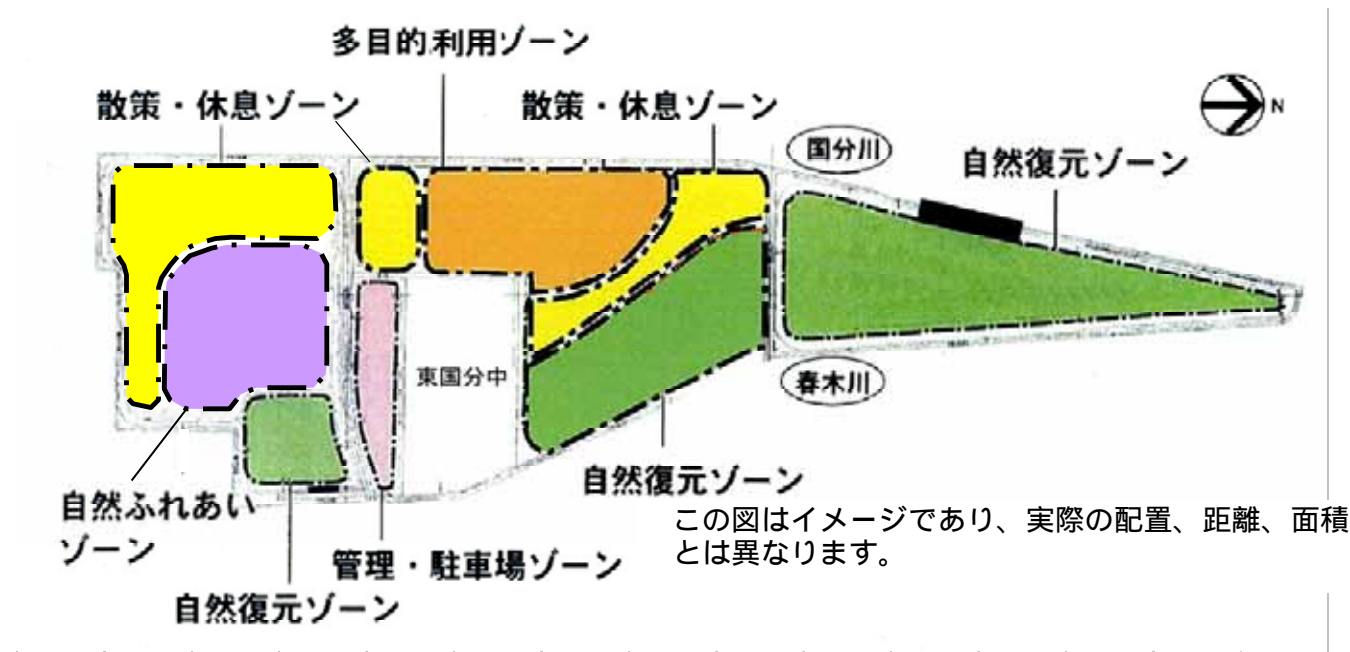 多目的利用ゾーン
散策・休息ゾーン
散策・休息ゾーン
国分川
N
自然復元ゾーン
東国分中
春木川
自然復元ゾーン
自然ふれあい
ゾーン
この図はイメージであり、実際の配置、距離、面積
とは異なります。
管理・駐車場ゾーン
自然復元ゾーン